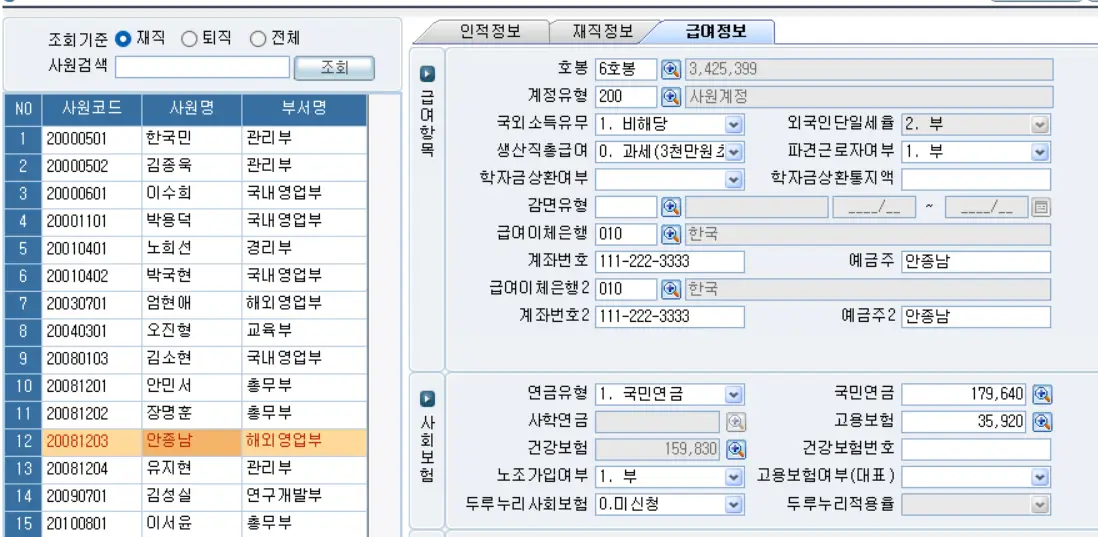 조회기준 재직 퇴직 전체
사원검색 조회
NO 사원코드 사원명 부서명
1 20000501 한국민 관리부
2 20000502 김종욱 관리부
3 20000601 이수희 국내영업부
4 20001101 박용덕 국내영업부
5 20010401 노희선 경리부
6 20010402 박국현 국내영업부
7 20030701 엄현애 해외영업부
8 20040301 오진형 교육부
9 20080103 김소현 국내영업부
10 20081201 안민서 총무부
11 20081202 장명훈 총무부
12 20081203 안종남 해외영업부
13 20081204 유지현 관리부
14 20090701 김성실 연구개발부
15 20100801 이서윤 총무부
인적정보 재직정보 급여정보
급여항목
호봉 6호봉 3,425,399
계정유형 200 사원계정
국외소득유무 1. 비해당 외국인단일세율 2. 부
생산직총급여 0. 과세(3천만원초 파견근로자여부 1. 부
학자금상환여부 학자금상환통지액
감면유형 ____/__ ~ ____/__
급여이체은행 010 한국
계좌번호 111-222-3333 예금주 안종남
급여이체은행2 010 한국
계좌번호2 111-222-3333 예금주2 안종남
사회보험
연금유형 1. 국민연금 국민연금 179,640
사학연금 고용보험 35,920
건강보험 159,830 건강보험번호
노조가입여부 1. 부 고용보험여부(대표)
두루누리사회보험 0.미신청 두루누리적용율